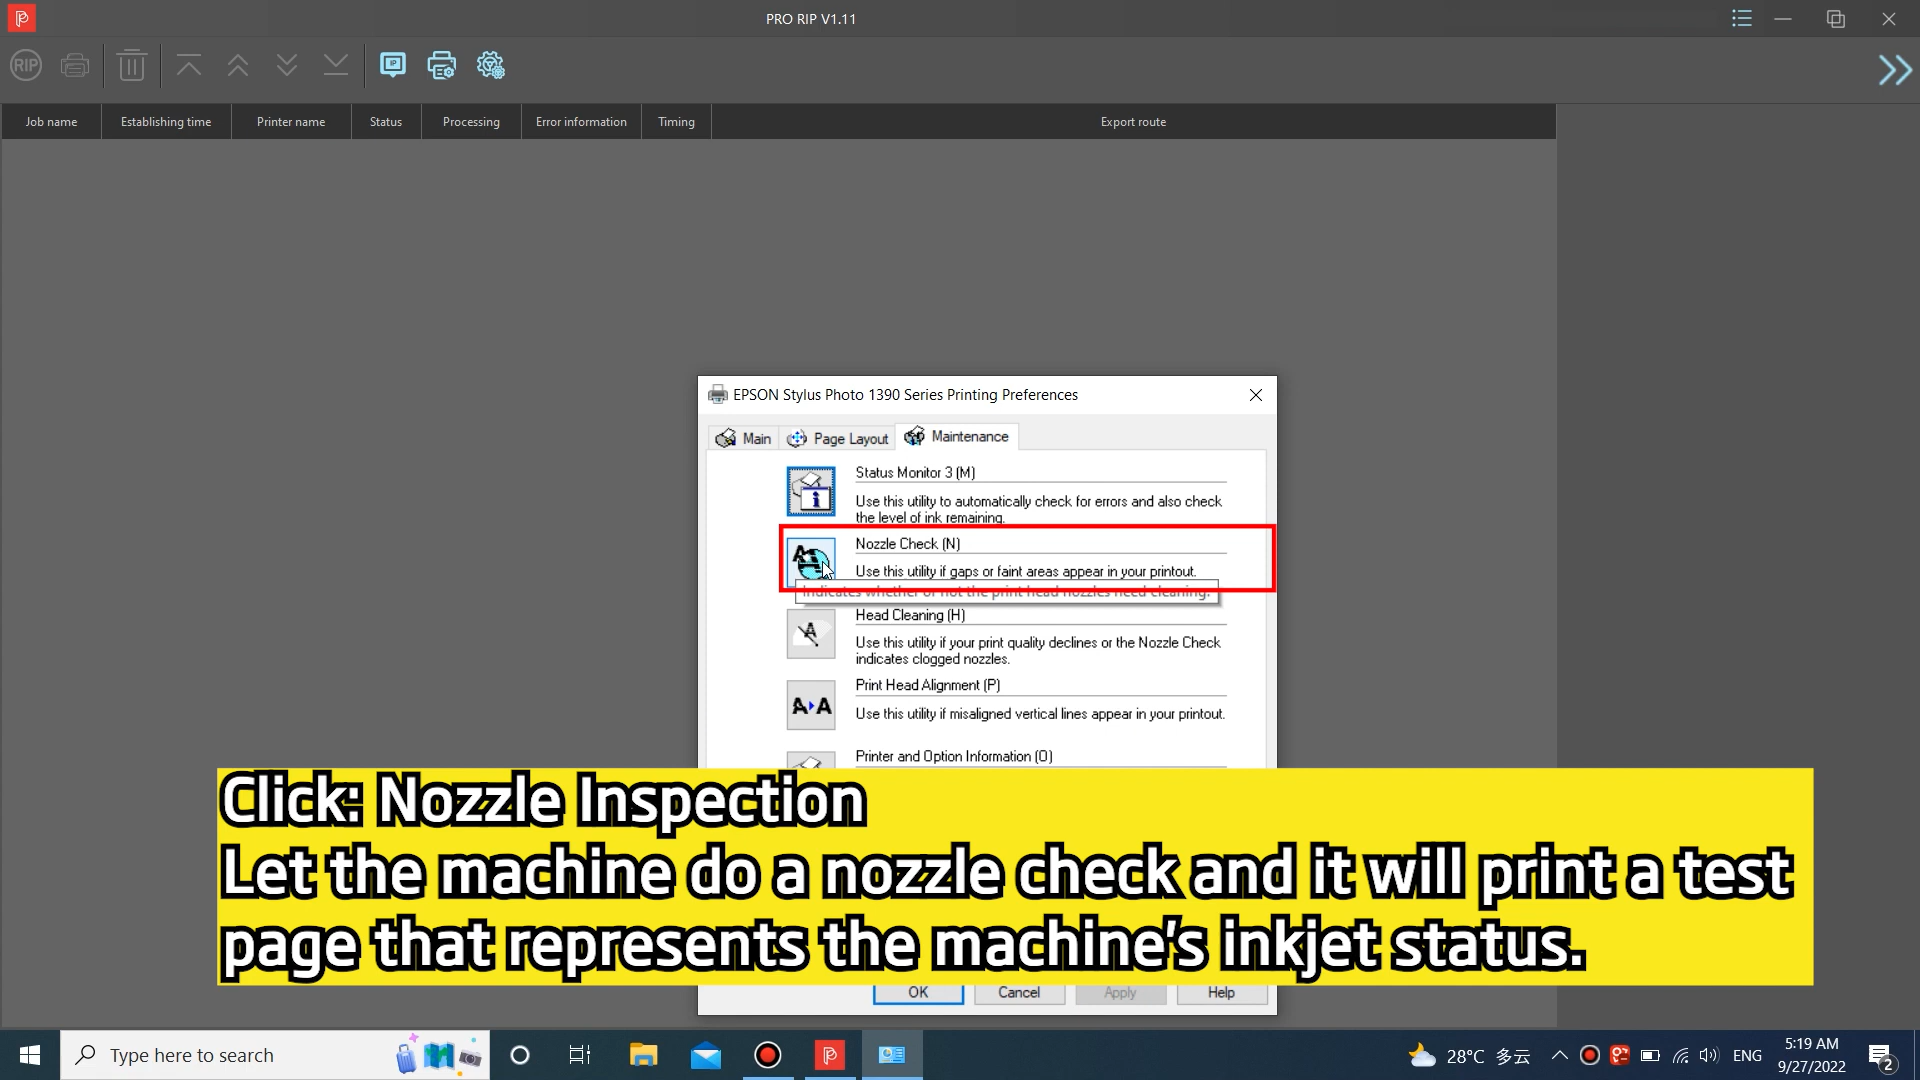 PRO RIP V1.11
RIP
Job name Establishing time Printer name Status Processing Error information Timing Export route
EPSON Stylus Photo 1390 Series Printing Preferences
Main Page Layout Maintenance
Status Monitor 3 (M)
Use this utility to automatically check for errors and also check
the level of ink remaining.
Nozzle Check (N)
Use this utility if gaps or faint areas appear in your printout.
Indicates whether or not the print head nozzles need cleaning.
Head Cleaning (H)
Use this utility if your print quality declines or the Nozzle Check
indicates clogged nozzles.
Print Head Alignment (P)
Use this utility if misaligned vertical lines appear in your printout.
Printer and Option Information (O)
Click: Nozzle Inspection
Let the machine do a nozzle check and it will print a test
page that represents the machine's inkjet status.
OK Cancel Apply Help
Type here to search
28°C 多云
ENG
5:19 AM
9/27/2022
2